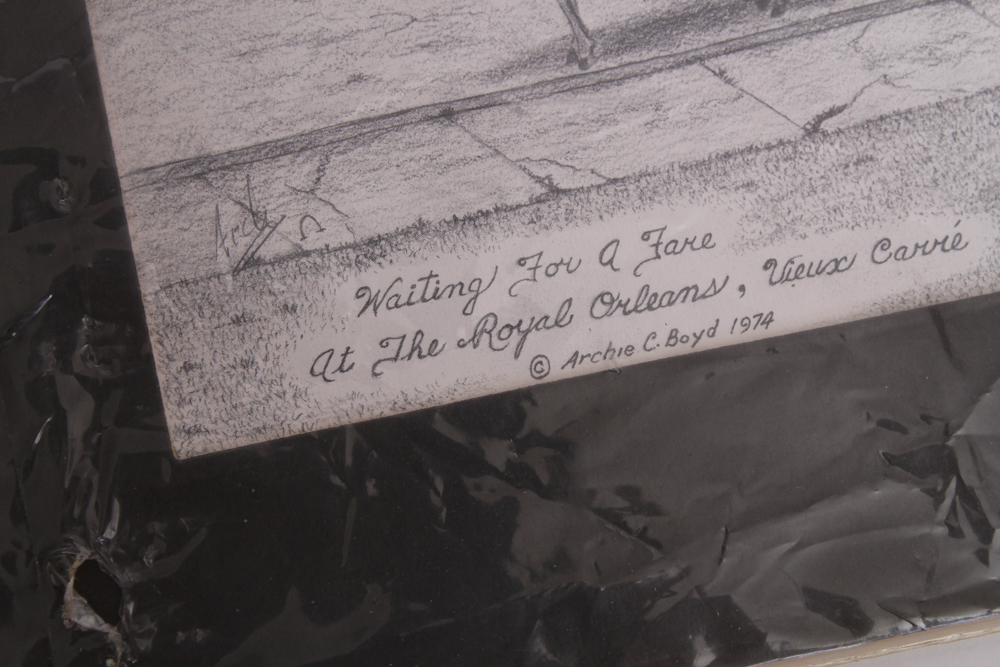 Waiting For A Fare
At The Royal Orleans, Vieux Carré
© Archie C. Boyd 1974